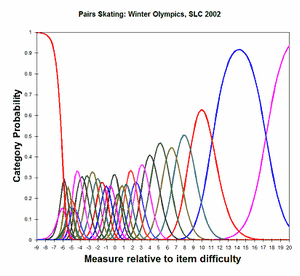 Pairs Skating: Winter Olympics, SLC 2002
Category Probability
1
0.9
0.8
0.7
0.6
0.5
0.4
0.3
0.2
0.1
0
-9 -8 -7 -6 -5 -4 -3 -2 -1 0 1 2 3 4 5 6 7 8 9 10 11 12 13 14 15 16 17 18 19 20
Measure relative to item difficulty